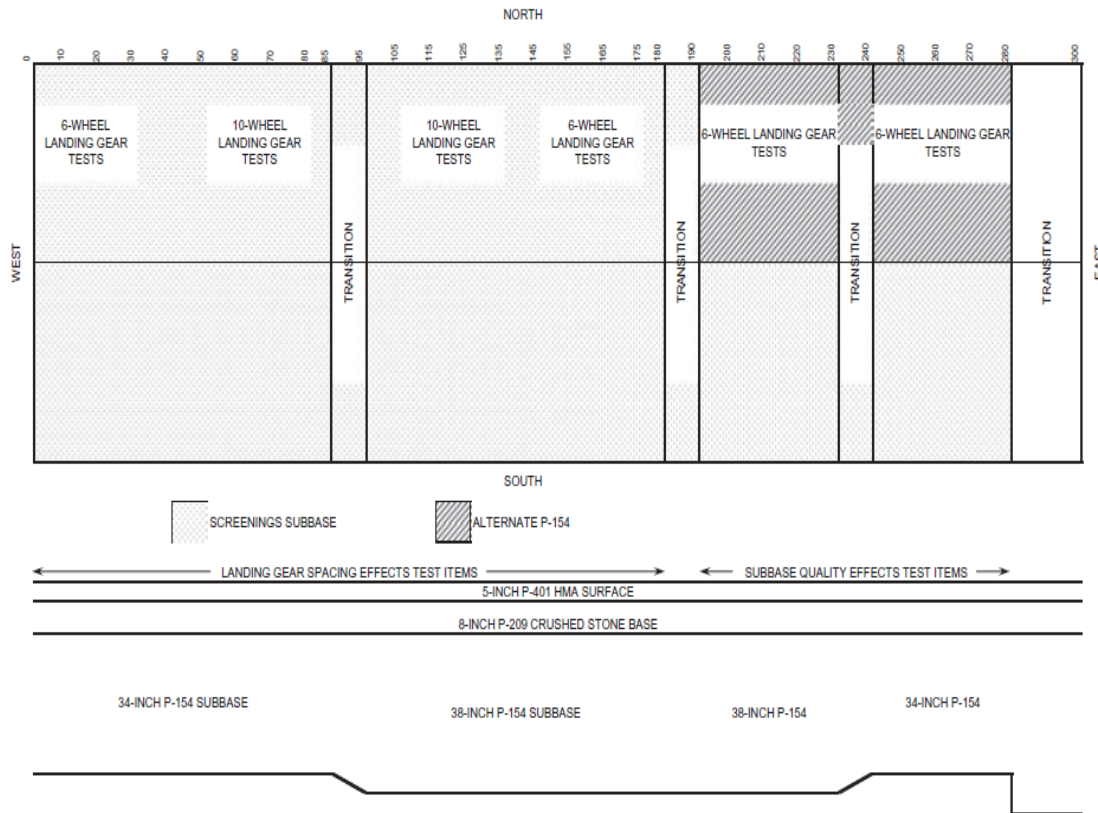 NORTH
0
10
20
30
40
50
60
70
80
85
95
105
115
125
135
145
155
165
175
180
190
200
210
220
230
240
250
260
270
280
300
6-WHEEL
LANDING GEAR
TESTS
10-WHEEL
LANDING GEAR
TESTS
10-WHEEL
LANDING GEAR
TESTS
6-WHEEL
LANDING GEAR
TESTS
6-WHEEL LANDING GEAR
TESTS
6-WHEEL LANDING GEAR
TESTS
WEST
TRANSITION
TRANSITION
TRANSITION
TRANSITION
EAST
SOUTH
SCREENINGS SUBBASE
ALTERNATE P-154
LANDING GEAR SPACING EFFECTS TEST ITEMS
SUBBASE QUALITY EFFECTS TEST ITEMS
5-INCH P-401 HMA SURFACE
8-INCH P-209 CRUSHED STONE BASE
34-INCH P-154 SUBBASE
38-INCH P-154 SUBBASE
38-INCH P-154
34-INCH P-154